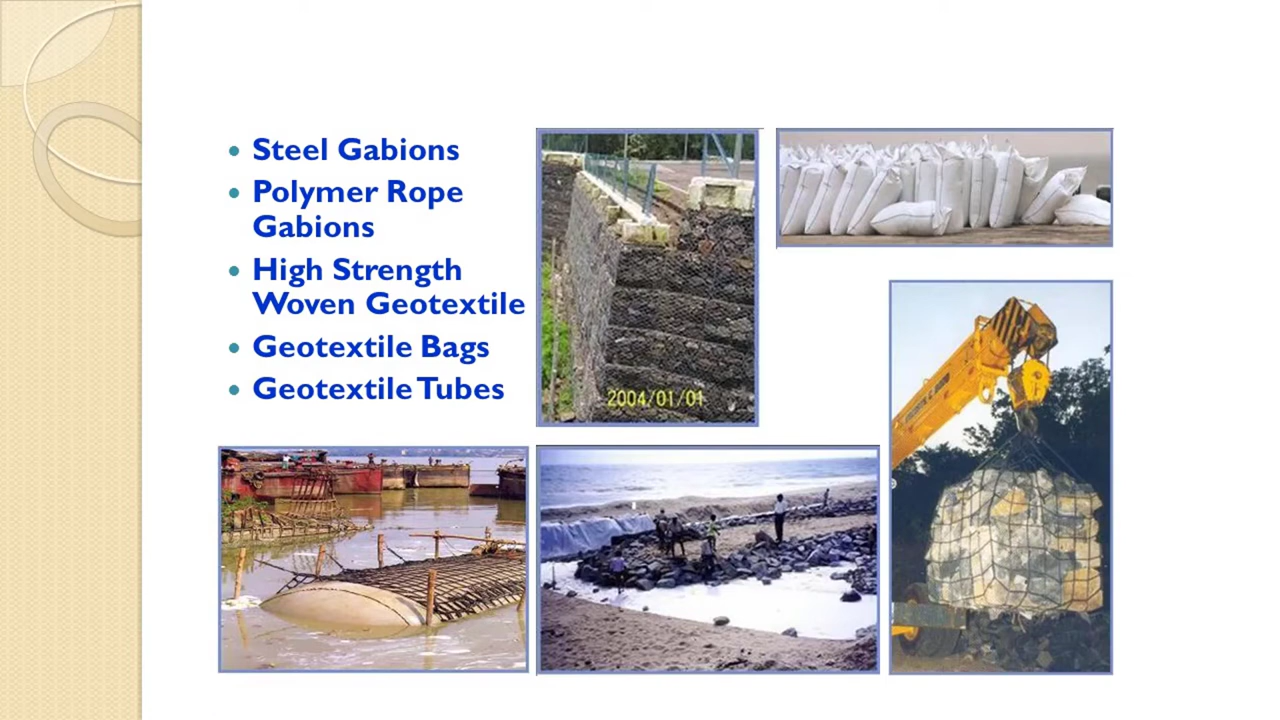 Steel Gabions
Polymer Rope
Gabions
High Strength
Woven Geotextile
Geotextile Bags
Geotextile Tubes
2004/01/01